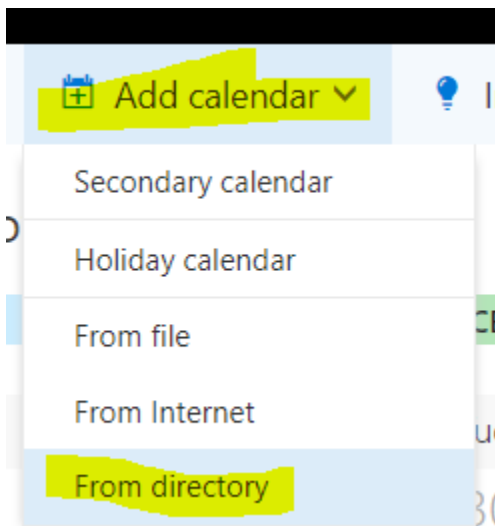 Add calendar
Secondary calendar
Holiday calendar
From file
From Internet
From directory